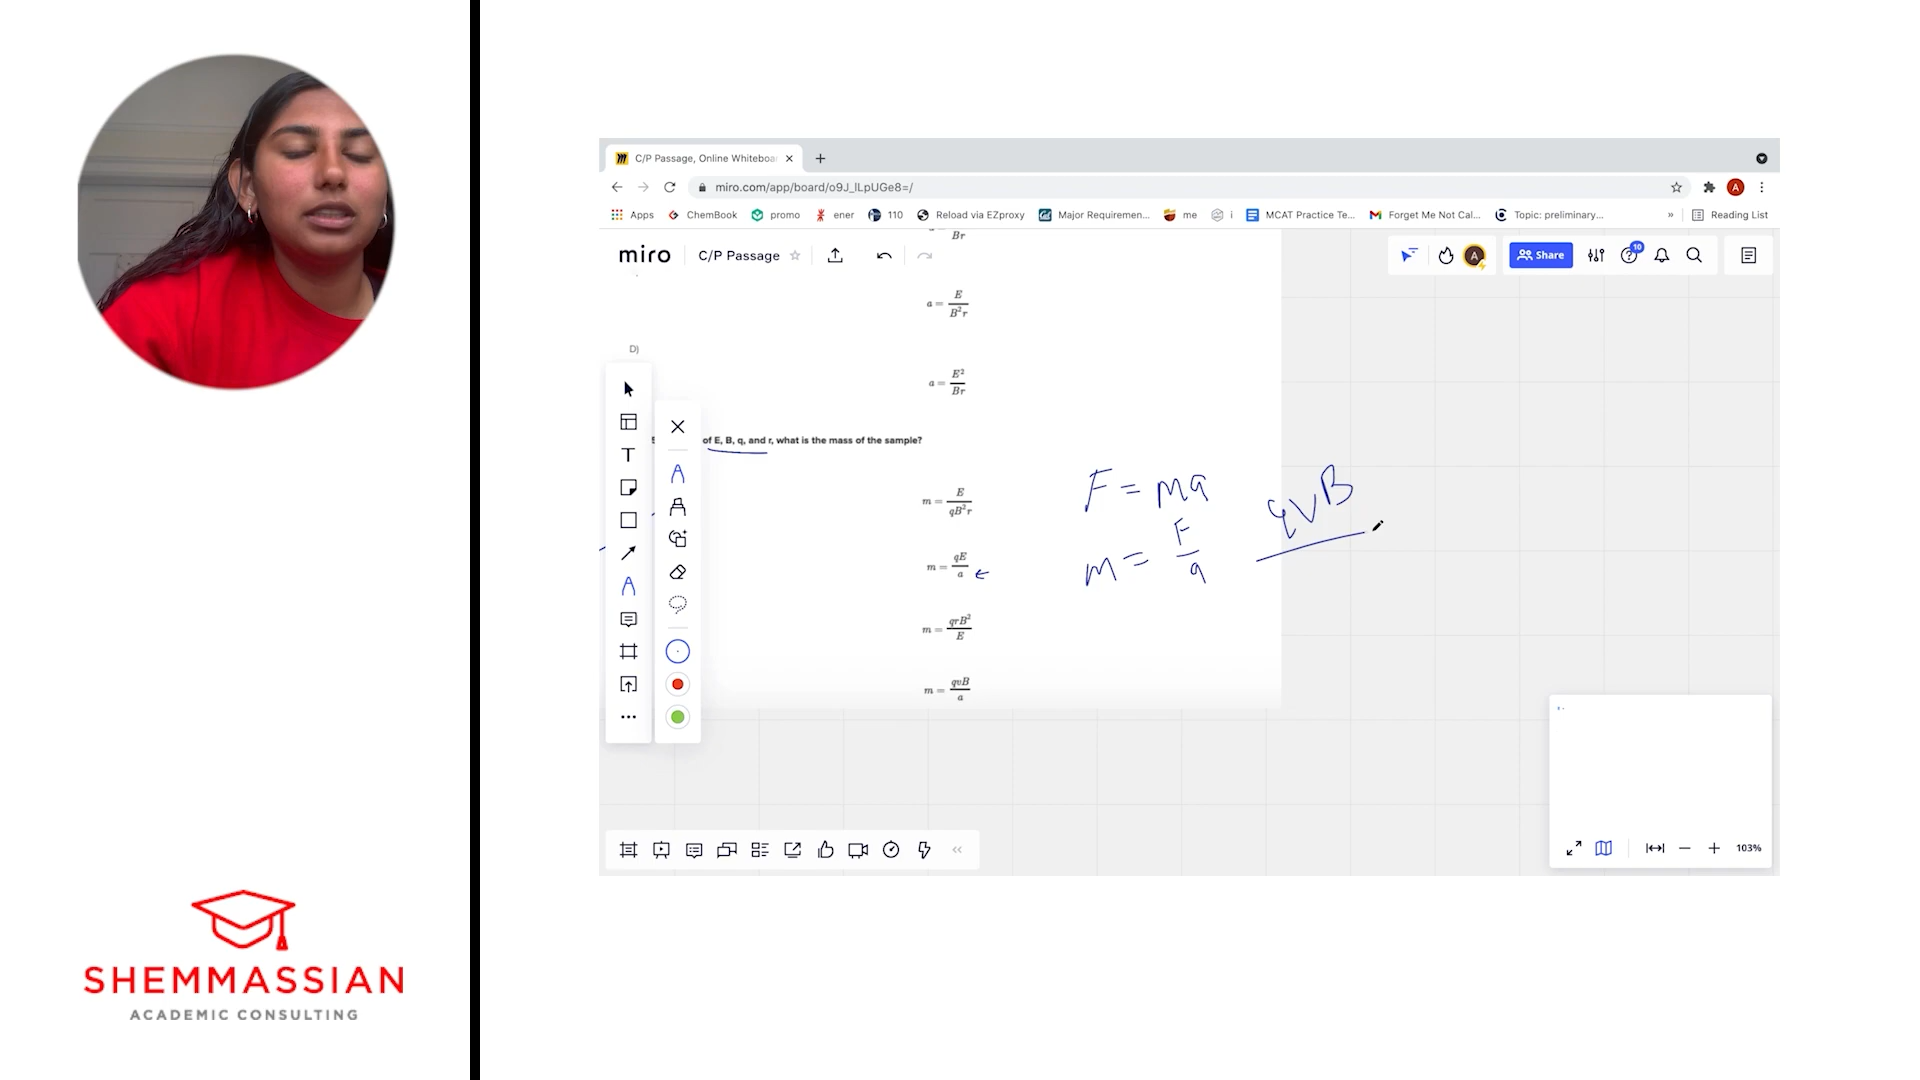 C/P Passage, Online Whiteboa
miro.com/app/board/o9J_lLpUGe8=/
A
Apps ChemBook promo ener 110 Reload via EZproxy Major Requiremen... me i MCAT Practice Te... Forget Me Not Cal... Topic: preliminary... » Reading List
miro C/P Passage
A Share 10
Br
a = E / B²r
D)
a = E² / Br
of E, B, q, and r, what is the mass of the sample?
m = E / qB²r
m = qE / a
m = qrB² / E
m = qvB / a
F = ma
m = F / a
qvB
T
103%
SHEMMASSIAN
ACADEMIC CONSULTING